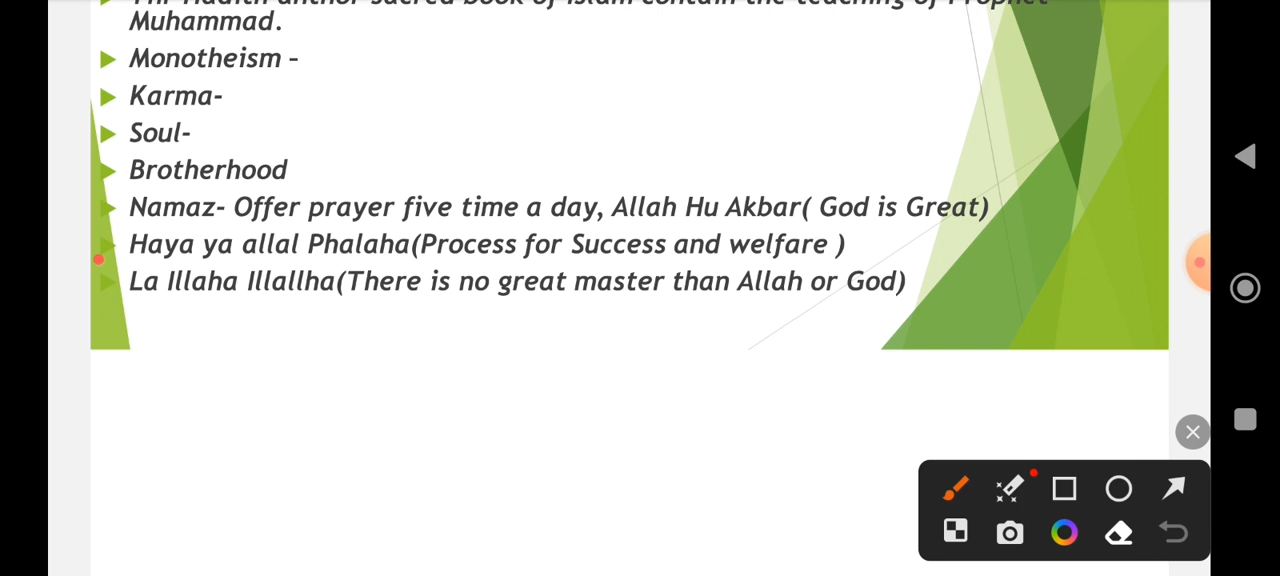 Thr Hadith anthor sacred book of Islam contain the teaching of Prophet
Muhammad.
Monotheism –
Karma-
Soul-
Brotherhood
Namaz- Offer prayer five time a day, Allah Hu Akbar( God is Great)
Haya ya allal Phalaha(Process for Success and welfare )
La Illaha Illallha(There is no great master than Allah or God)